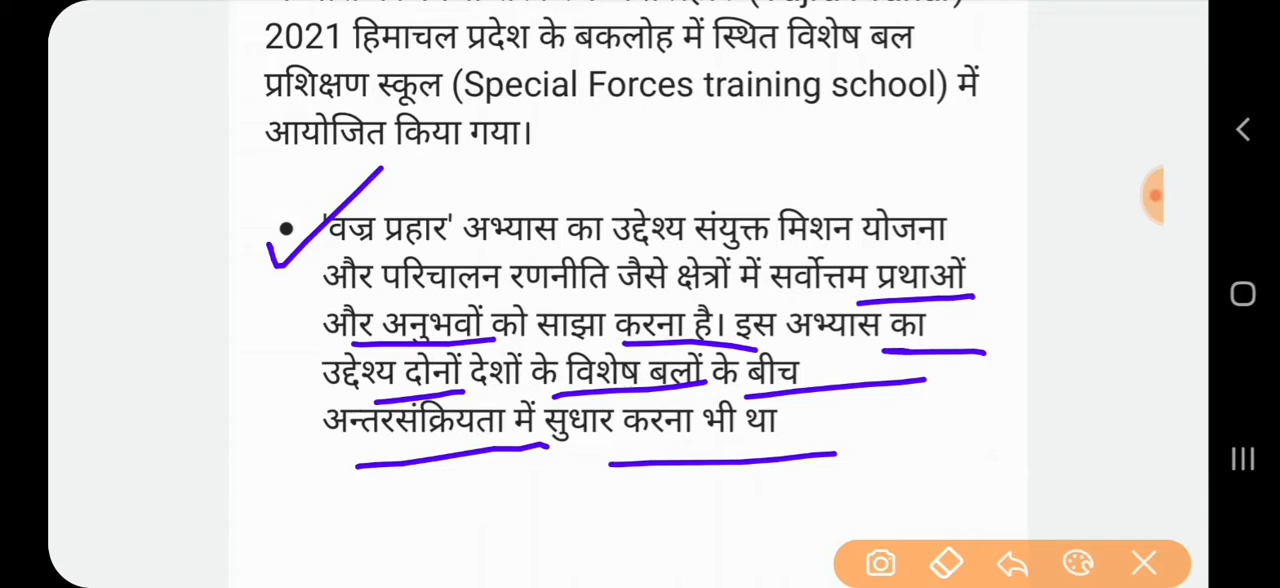 2021 हिमाचल प्रदेश के बकलोह में स्थित विशेष बल
प्रशिक्षण स्कूल (Special Forces training school) में
आयोजित किया गया।
• 'वज्र प्रहार' अभ्यास का उद्देश्य संयुक्त मिशन योजना
और परिचालन रणनीति जैसे क्षेत्रों में सर्वोत्तम प्रथाओं
और अनुभवों को साझा करना है। इस अभ्यास का
उद्देश्य दोनों देशों के विशेष बलों के बीच
अन्तरसंक्रियता में सुधार करना भी था